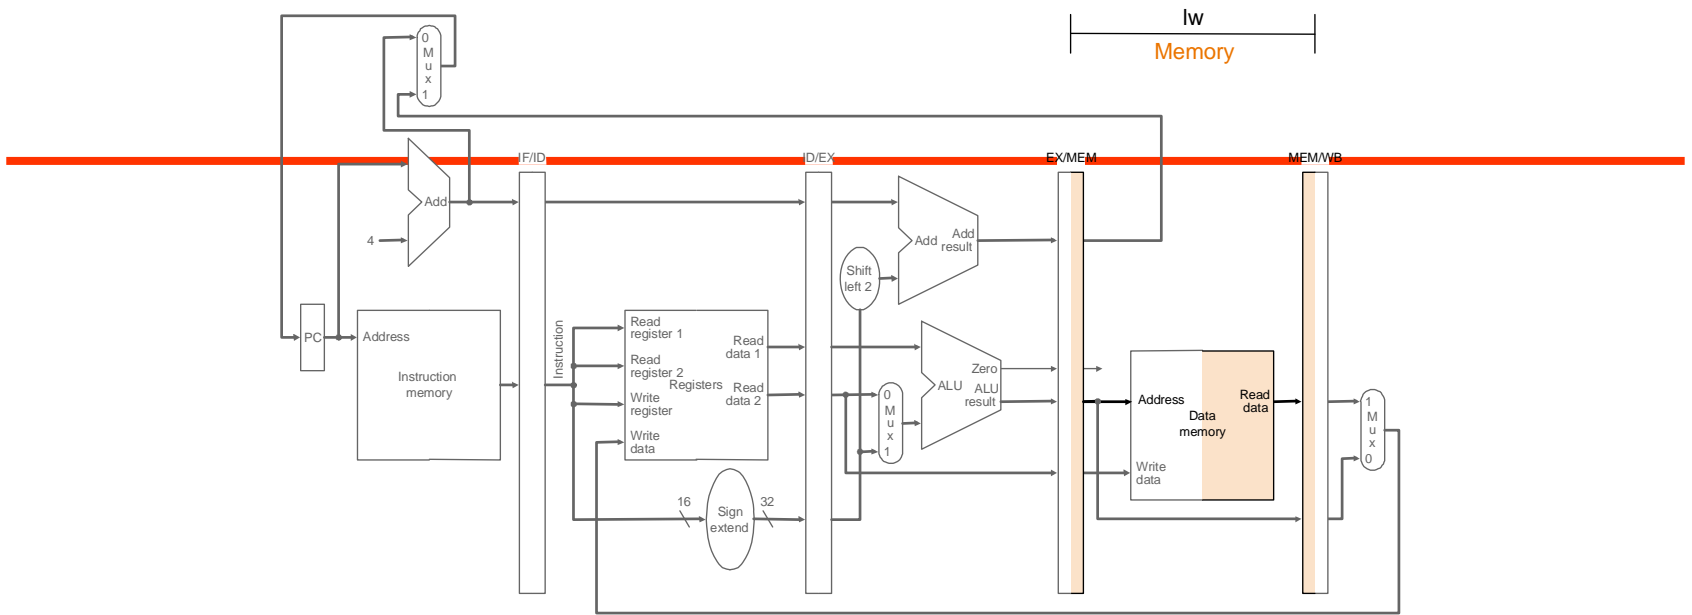 lw
Memory
0
M
u
x
1
IF/ID
ID/EX
EX/MEM
MEM/WB
Add
4
Add
Add
result
Shift
left 2
PC
Address
Instruction
memory
Instruction
Read
register 1
Read
register 2
Write
register
Write
data
Registers
Read
data 1
Read
data 2
16
Sign
extend
32
0
M
u
x
1
ALU
Zero
ALU
result
Address
Data
memory
Read
data
Write
data
1
M
u
x
0